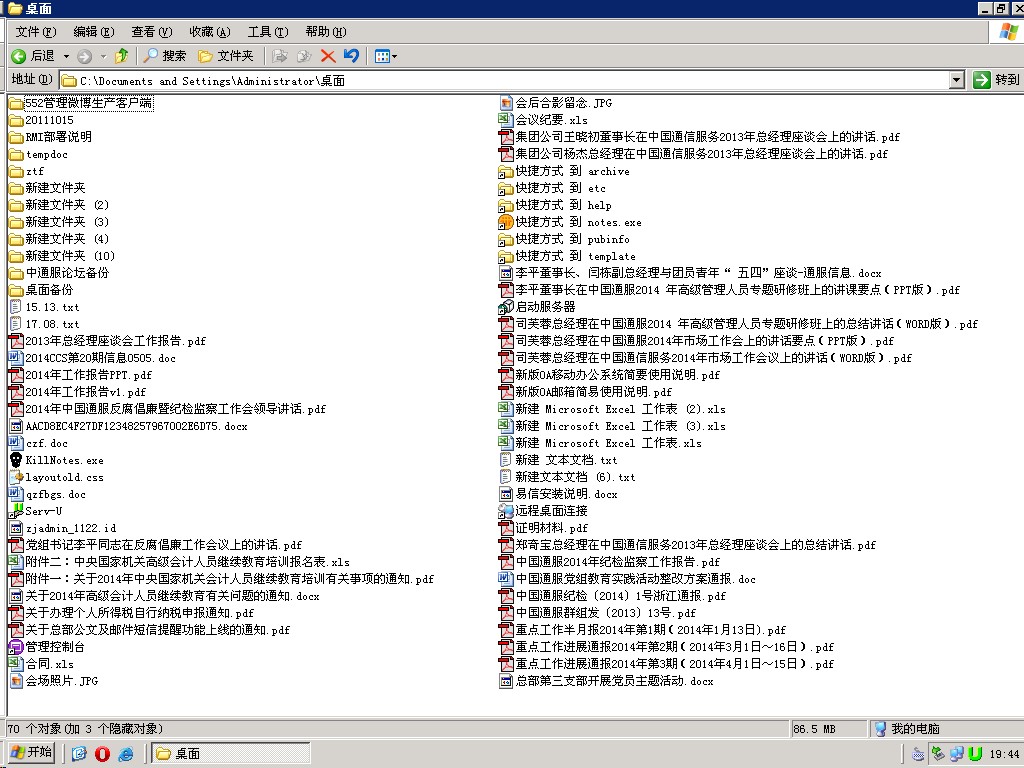 桌面
文件(F) 编辑(E) 查看(V) 收藏(A) 工具(T) 帮助(H)
后退 搜索 文件夹
地址(D) C:\Documents and Settings\Administrator\桌面 转到
552管理微博生产客户端
20111015
RMI部署说明
tempdoc
ztf
新建文件夹
新建文件夹 (2)
新建文件夹 (3)
新建文件夹 (4)
新建文件夹 (10)
中通服论坛备份
桌面备份
15.13.txt
17.08.txt
2013年总经理座谈会工作报告.pdf
2014CCS第20期信息0505.doc
2014年工作报告PPT.pdf
2014年工作报告v1.pdf
2014年中国通服反腐倡廉暨纪检监察工作会领导讲话.pdf
AACD8EC4F27DF12348257967002E6D75.docx
czf.doc
KillNotes.exe
layoutold.css
qzfbgs.doc
Serv-U
zjadmin_1122.id
党组书记李平同志在反腐倡廉工作会议上的讲话.pdf
附件二：中央国家机关高级会计人员继续教育培训报名表.xls
附件一：关于2014年中央国家机关会计人员继续教育培训有关事项的通知.pdf
关于2014年高级会计人员继续教育有关问题的通知.docx
关于办理个人所得税自行纳税申报通知.pdf
关于总部公文及邮件短信提醒功能上线的通知.pdf
管理控制台
合同.xls
会场照片.JPG
会后合影留念.JPG
会议纪要.xls
集团公司王晓初董事长在中国通信服务2013年总经理座谈会上的讲话.pdf
集团公司杨杰总经理在中国通信服务2013年总经理座谈会上的讲话.pdf
快捷方式 到 archive
快捷方式 到 etc
快捷方式 到 help
快捷方式 到 notes.exe
快捷方式 到 pubinfo
快捷方式 到 template
李平董事长、闫栋副总经理与团员青年“ 五四”座谈-通服信息.docx
李平董事长在中国通服2014 年高级管理人员专题研修班上的讲课要点(PPT版).pdf
启动服务器
司芙蓉总经理在中国通服2014 年高级管理人员专题研修班上的总结讲话(WORD版).pdf
司芙蓉总经理在中国通服2014年市场工作会上的讲话要点(PPT版).pdf
司芙蓉总经理在中国通信服务2014年市场工作会议上的讲话(WORD版).pdf
新版OA移动办公系统简要使用说明.pdf
新版OA邮箱简易使用说明.pdf
新建 Microsoft Excel 工作表 (2).xls
新建 Microsoft Excel 工作表 (3).xls
新建 Microsoft Excel 工作表.xls
新建 文本文档.txt
新建文本文档 (6).txt
易信安装说明.docx
远程桌面连接
证明材料.pdf
郑奇宝总经理在中国通信服务2013年总经理座谈会上的总结讲话.pdf
中国通服2014年纪检监察工作报告.pdf
中国通服党组教育实践活动整改方案通报.doc
中国通服纪检〔2014〕1号浙江通报.pdf
中国通服群组发〔2013〕13号.pdf
重点工作半月报2014年第1期(2014年1月13日).pdf
重点工作进展通报2014年第2期(2014年3月1日～16日).pdf
重点工作进展通报2014年第3期(2014年4月1日～15日).pdf
总部第三支部开展党员主题活动.docx
70 个对象(加 3 个隐藏对象) 86.5 MB 我的电脑
开始 桌面 19:44